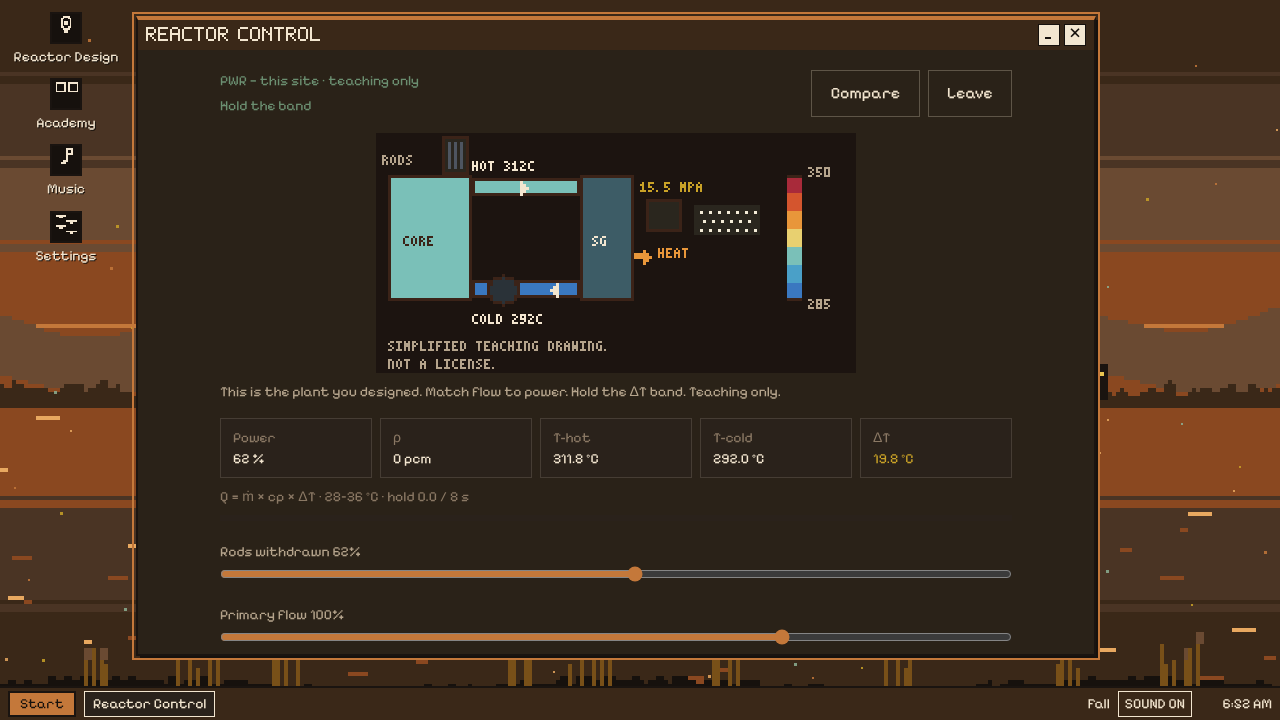 REACTOR CONTROL
Reactor Design
Academy
Music
Settings
PWR - this site · teaching only
Hold the band
Compare
Leave
RODS
HOT 312C
15.5 MPA
350
CORE
SG
HEAT
285
COLD 292C
SIMPLIFIED TEACHING DRAWING.
NOT A LICENSE.
This is the plant you designed. Match flow to power. Hold the ΔT band. Teaching only.
Power
62 %
ρ
0 pcm
T-hot
311.8 °C
T-cold
292.0 °C
ΔT
19.8 °C
Q = ṁ × cp × ΔT · 28-36 °C · hold 0.0 / 8 s
Rods withdrawn 62%
Primary flow 100%
Start
Reactor Control
Fall
SOUND ON
6:52 AM